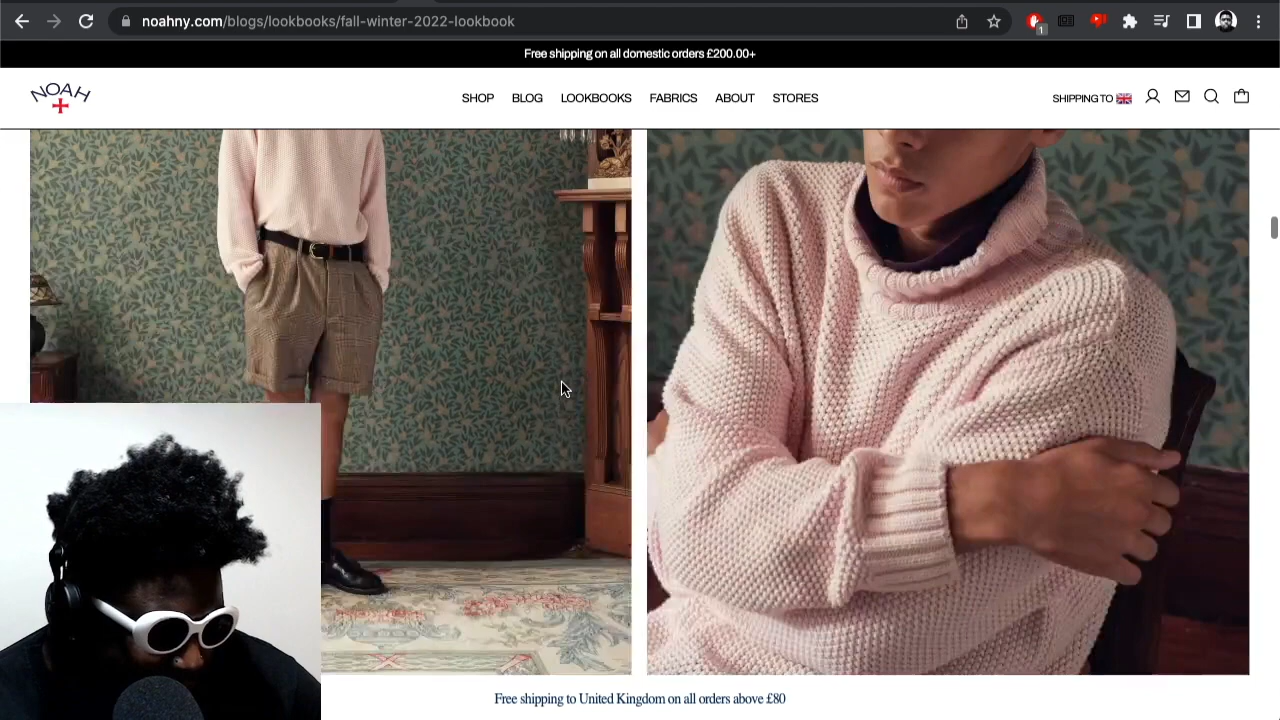 noahny.com/blogs/lookbooks/fall-winter-2022-lookbook
1
Free shipping on all domestic orders £200.00+
NOAH
SHOP BLOG LOOKBOOKS FABRICS ABOUT STORES
SHIPPING TO
Free shipping to United Kingdom on all orders above £80